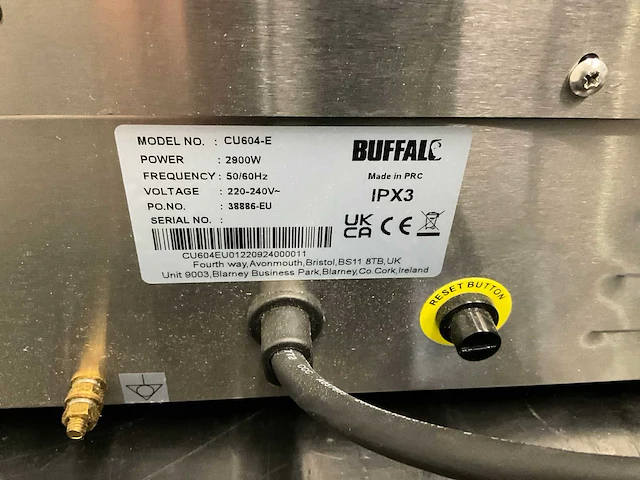 MODEL NO. : CU604-E
POWER : 2900W
FREQUENCY : 50/60Hz
VOLTAGE : 220-240V~
PO.NO. : 38886-EU
SERIAL NO. :
BUFFALO
Made in PRC
IPX3
UK
CA CE
CU604EU01220924000011
Fourth way,Avonmouth,Bristol,BS11 8TB,UK
Unit 9003,Blarney Business Park,Blarney,Co.Cork,Ireland
RESET BUTTON